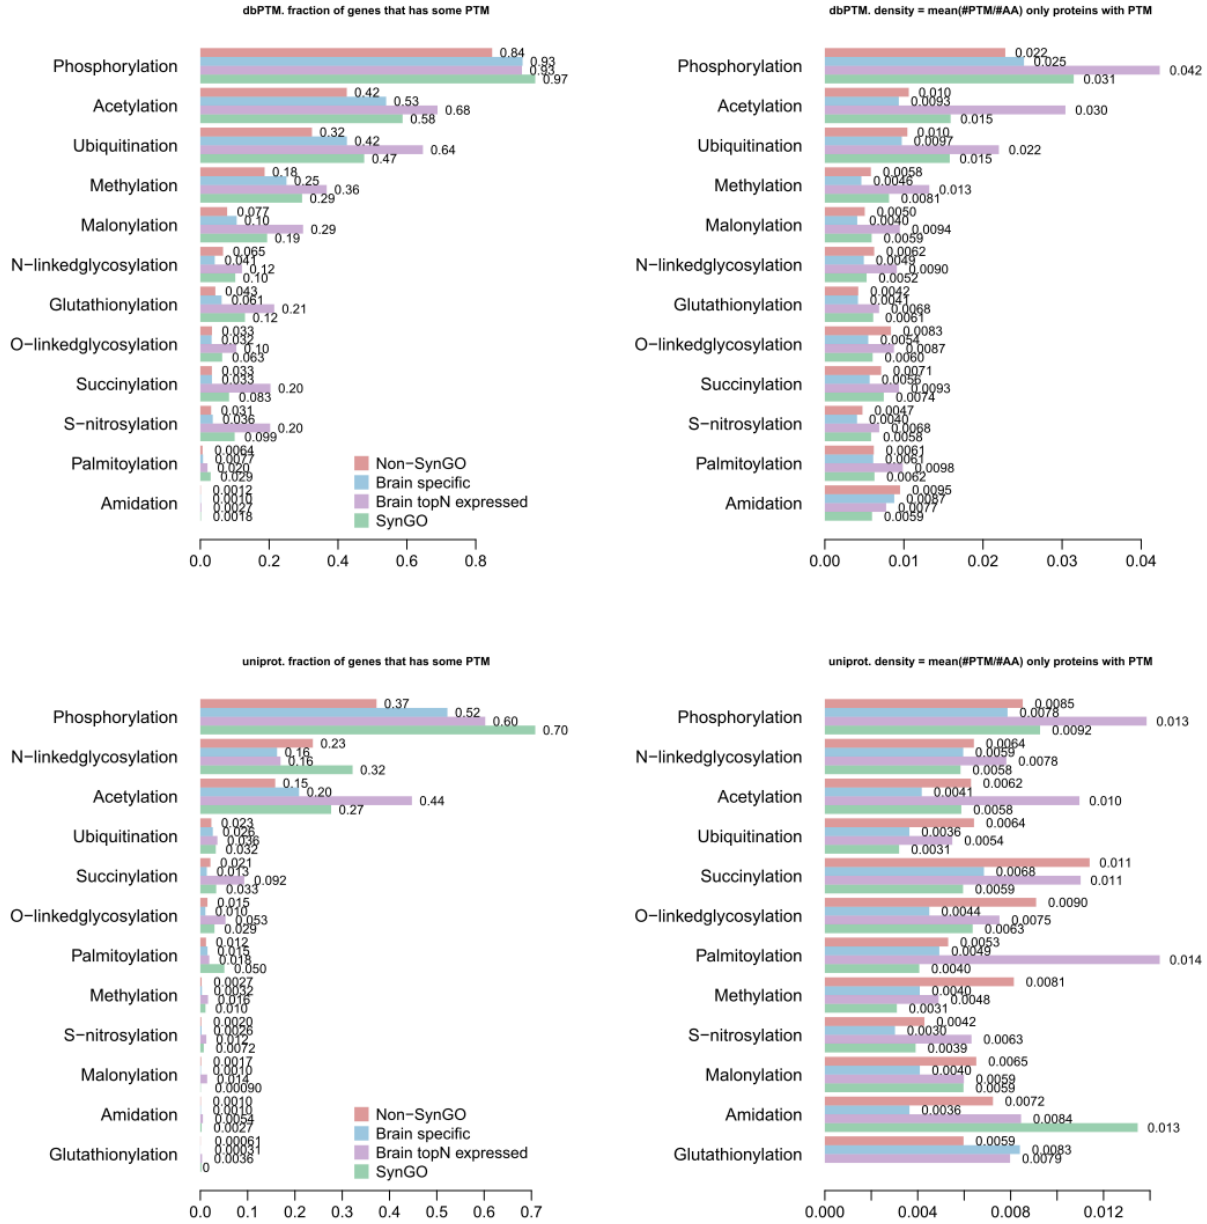 dbPTM. fraction of genes that has some PTM
Phosphorylation
0.84
0.93
0.93
0.97
Acetylation
0.42
0.53
0.68
0.58
Ubiquitination
0.32
0.42
0.64
0.47
Methylation
0.18
0.25
0.36
0.29
Malonylation
0.077
0.10
0.29
0.19
N−linkedglycosylation
0.065
0.041
0.12
0.10
Glutathionylation
0.043
0.061
0.21
0.12
O−linkedglycosylation
0.033
0.032
0.10
0.063
Succinylation
0.033
0.033
0.20
0.083
S−nitrosylation
0.031
0.036
0.20
0.099
Palmitoylation
0.0064
0.0077
0.020
0.029
Amidation
0.0012
0.0010
0.0027
0.0018
Non−SynGO
Brain specific
Brain topN expressed
SynGO
0.0 0.2 0.4 0.6 0.8
dbPTM. density = mean(#PTM/#AA) only proteins with PTM
Phosphorylation
0.022
0.025
0.042
0.031
Acetylation
0.010
0.0093
0.030
0.015
Ubiquitination
0.010
0.0097
0.022
0.015
Methylation
0.0058
0.0046
0.013
0.0081
Malonylation
0.0050
0.0040
0.0094
0.0059
N−linkedglycosylation
0.0062
0.0049
0.0090
0.0052
Glutathionylation
0.0042
0.0041
0.0068
0.0061
O−linkedglycosylation
0.0083
0.0054
0.0087
0.0060
Succinylation
0.0071
0.0056
0.0093
0.0074
S−nitrosylation
0.0047
0.0040
0.0068
0.0058
Palmitoylation
0.0061
0.0061
0.0098
0.0062
Amidation
0.0095
0.0087
0.0077
0.0059
0.00 0.01 0.02 0.03 0.04
uniprot. fraction of genes that has some PTM
Phosphorylation
0.37
0.52
0.60
0.70
N−linkedglycosylation
0.23
0.16
0.16
0.32
Acetylation
0.15
0.20
0.44
0.27
Ubiquitination
0.023
0.026
0.036
0.032
Succinylation
0.021
0.013
0.092
0.033
O−linkedglycosylation
0.015
0.010
0.053
0.029
Palmitoylation
0.012
0.015
0.018
0.050
Methylation
0.0027
0.0032
0.016
0.010
S−nitrosylation
0.0020
0.0026
0.012
0.0072
Malonylation
0.0017
0.0010
0.014
0.00090
Amidation
0.0010
0.0010
0.0054
0.0027
Glutathionylation
0.00061
0.00031
0.0036
0
Non−SynGO
Brain specific
Brain topN expressed
SynGO
0.0 0.1 0.2 0.3 0.4 0.5 0.6 0.7
uniprot. density = mean(#PTM/#AA) only proteins with PTM
Phosphorylation
0.0085
0.0078
0.013
0.0092
N−linkedglycosylation
0.0064
0.0059
0.0078
0.0058
Acetylation
0.0062
0.0041
0.010
0.0058
Ubiquitination
0.0064
0.0036
0.0054
0.0031
Succinylation
0.011
0.0068
0.011
0.0059
O−linkedglycosylation
0.0090
0.0044
0.0075
0.0063
Palmitoylation
0.0053
0.0049
0.014
0.0040
Methylation
0.0081
0.0040
0.0048
0.0031
S−nitrosylation
0.0042
0.0030
0.0063
0.0039
Malonylation
0.0065
0.0040
0.0059
0.0059
Amidation
0.0072
0.0036
0.0084
0.013
Glutathionylation
0.0059
0.0083
0.0079
0.000 0.004 0.008 0.012